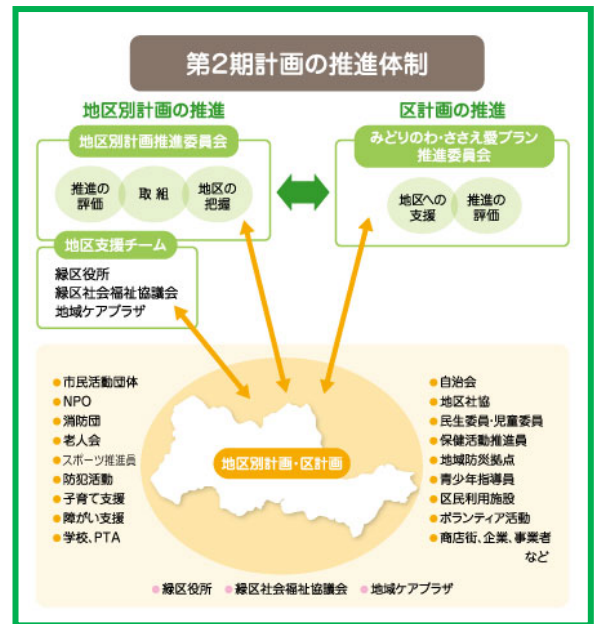 第2期計画の推進体制
地区別計画の推進
地区別計画推進委員会
推進の
評価
取組
地区の
把握
区計画の推進
みどりのわ・ささえ愛プラン
推進委員会
地区への
支援
推進の
評価
地区支援チーム
緑区役所
緑区社会福祉協議会
地域ケアプラザ
●市民活動団体
●NPO
●消防団
●老人会
●スポーツ推進員
●防犯活動
●子育て支援
●障がい支援
●学校、PTA
地区別計画・区計画
●自治会
●地区社協
●民生委員・児童委員
●保健活動推進員
●地域防災拠点
●青少年指導員
●区民利用施設
●ボランティア活動
●商店街、企業、事業者
など
●緑区役所 ●緑区社会福祉協議会 ●地域ケアプラザ